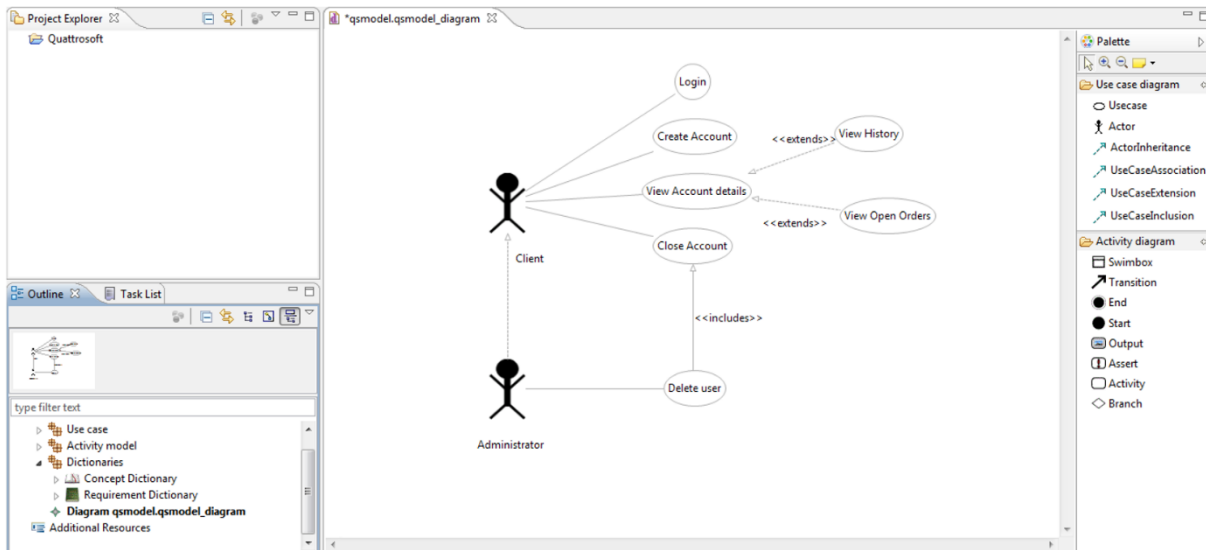 Project Explorer
Quattrosoft
*qsmodel.qsmodel_diagram
Login
Create Account
<<extends>>
View History
View Account details
<<extends>>
View Open Orders
Close Account
Client
<<includes>>
Delete user
Administrator
Outline
Task List
type filter text
Use case
Activity model
Dictionaries
Concept Dictionary
Requirement Dictionary
Diagram qsmodel.qsmodel_diagram
Additional Resources
Palette
Use case diagram
Usecase
Actor
ActorInheritance
UseCaseAssociation
UseCaseExtension
UseCaseInclusion
Activity diagram
Swimbox
Transition
End
Start
Output
Assert
Activity
Branch